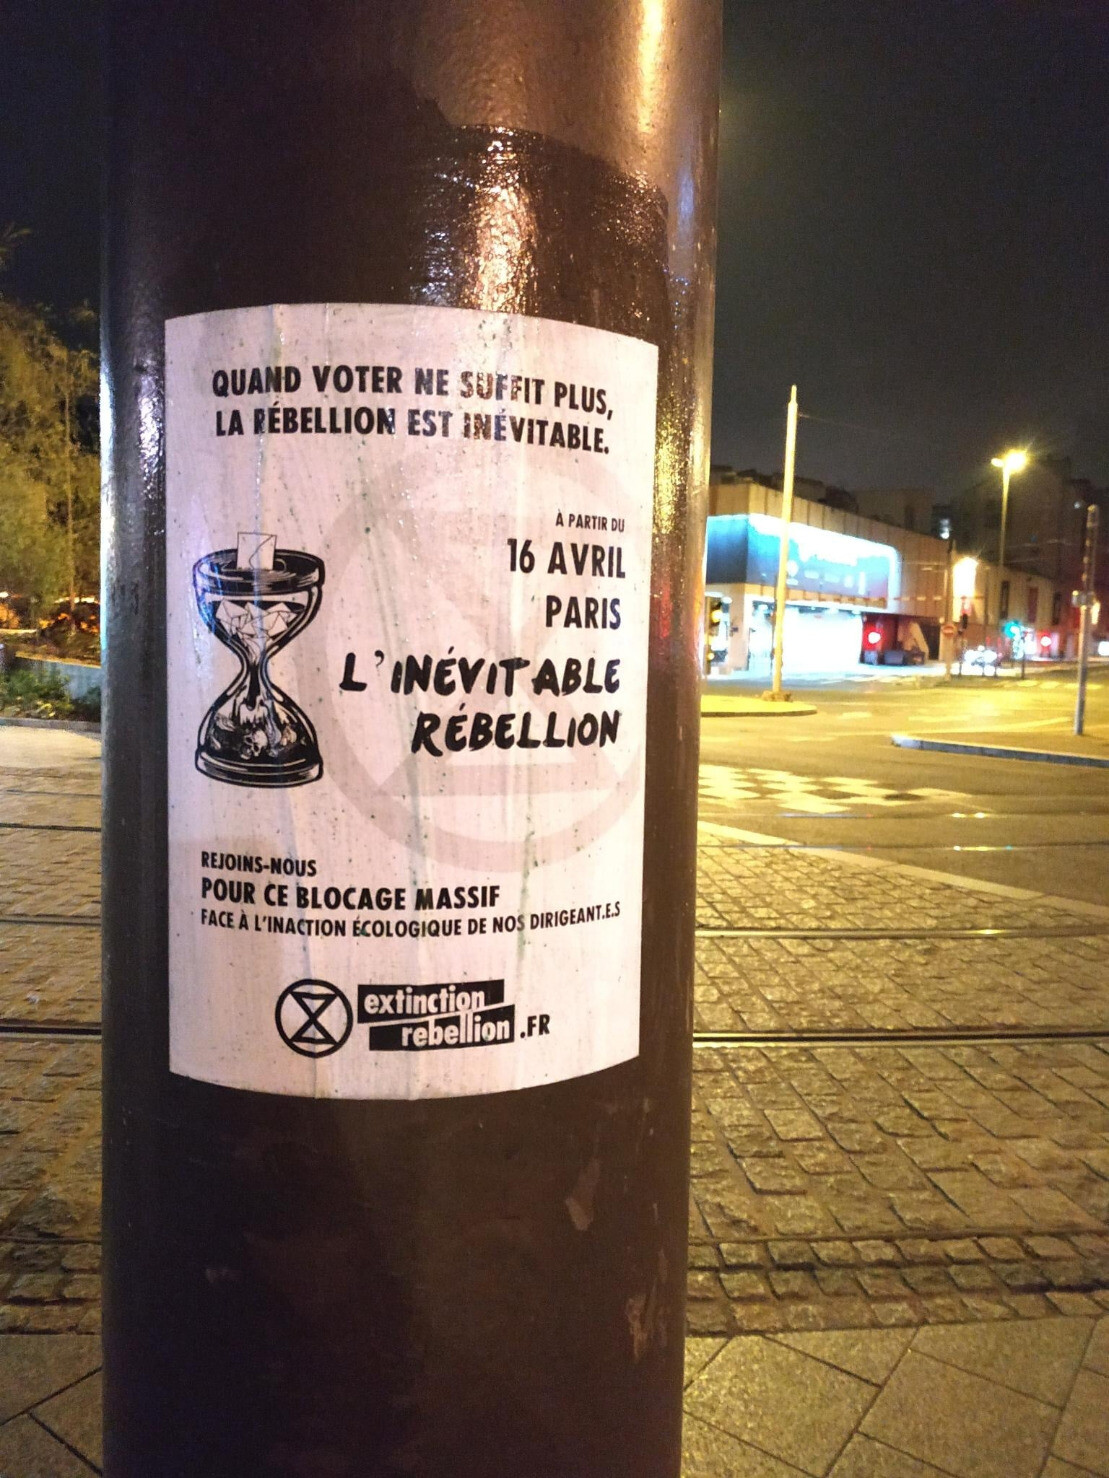 QUAND VOTER NE SUFFIT PLUS,
LA RÉBELLION EST INÉVITABLE.
À PARTIR DU
16 AVRIL
PARIS
L'INÉVITABLE
RÉBELLION
REJOINS-NOUS
POUR CE BLOCAGE MASSIF
FACE À L'INACTION ÉCOLOGIQUE DE NOS DIRIGEANT.E.S
extinction
rebellion .FR